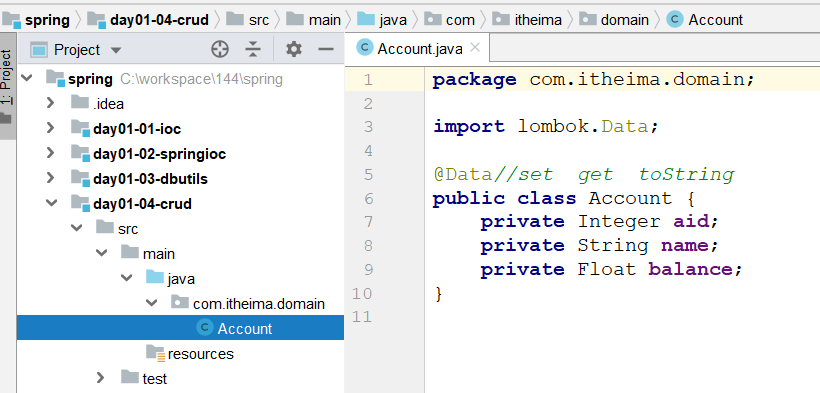 spring day01-04-crud src main java com itheima domain Account
1: Project
Project
Account.java
spring C:\workspace\144\spring
.idea
day01-01-ioc
day01-02-springioc
day01-03-dbutils
day01-04-crud
src
main
java
com.itheima.domain
Account
resources
test
1 package com.itheima.domain;
2
3 import lombok.Data;
4
5 @Data//set get toString
6 public class Account {
7 private Integer aid;
8 private String name;
9 private Float balance;
10 }
11